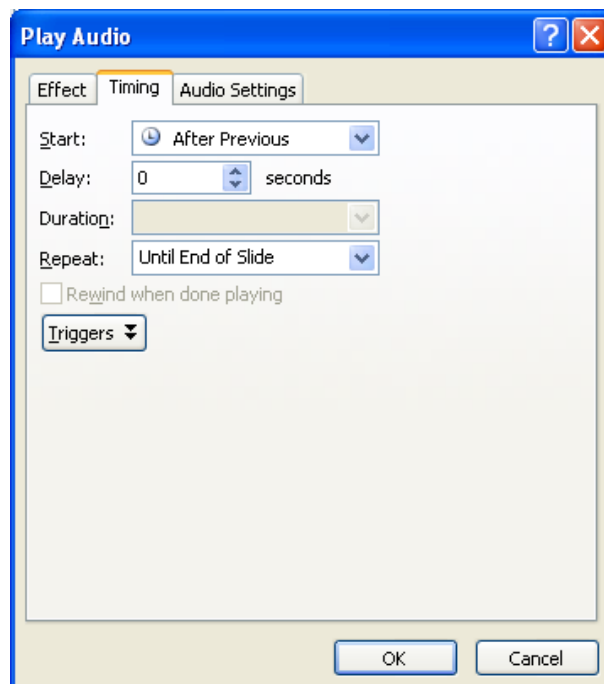 Play Audio
Effect Timing Audio Settings
Start: After Previous
Delay: 0 seconds
Duration:
Repeat: Until End of Slide
Rewind when done playing
Triggers
OK Cancel